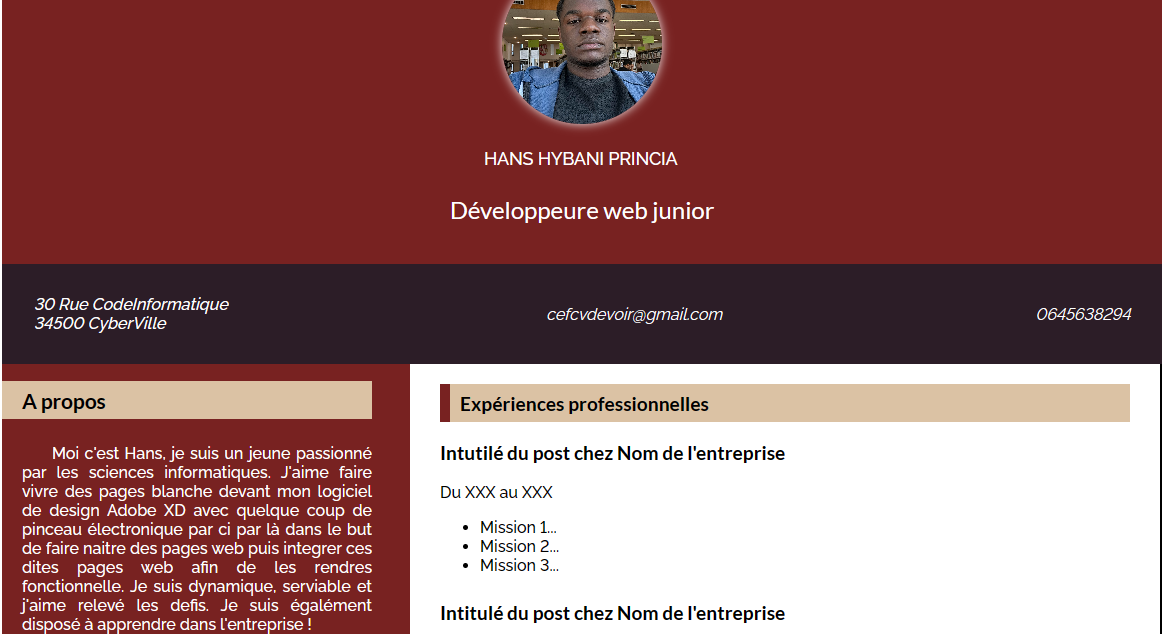 HANS HYBANI PRINCIA
Développeure web junior
30 Rue CodeInformatique
34500 CyberVille
cefcvdevoir@gmail.com
0645638294
A propos
Moi c'est Hans, je suis un jeune passionné
par les sciences informatiques. J'aime faire
vivre des pages blanche devant mon logiciel
de design Adobe XD avec quelque coup de
pinceau électronique par ci par là dans le but
de faire naitre des pages web puis integrer ces
dites pages web afin de les rendres
fonctionnelle. Je suis dynamique, serviable et
j'aime relevé les defis. Je suis égalément
disposé à apprendre dans l'entreprise !
Expériences professionnelles
Intutilé du post chez Nom de l'entreprise
Du XXX au XXX
• Mission 1...
• Mission 2...
• Mission 3...
Intitulé du post chez Nom de l'entreprise